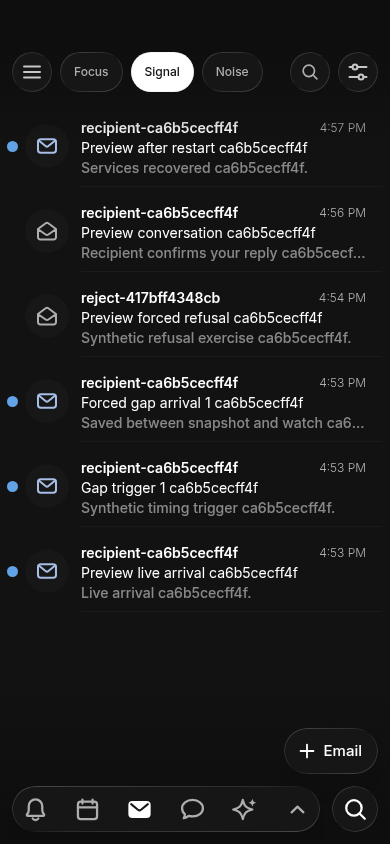 Focus
Signal
Noise
recipient-ca6b5cecff4f
4:57 PM
Preview after restart ca6b5cecff4f
Services recovered ca6b5cecff4f.
recipient-ca6b5cecff4f
4:56 PM
Preview conversation ca6b5cecff4f
Recipient confirms your reply ca6b5cecf...
reject-417bff4348cb
4:54 PM
Preview forced refusal ca6b5cecff4f
Synthetic refusal exercise ca6b5cecff4f.
recipient-ca6b5cecff4f
4:53 PM
Forced gap arrival 1 ca6b5cecff4f
Saved between snapshot and watch ca6...
recipient-ca6b5cecff4f
4:53 PM
Gap trigger 1 ca6b5cecff4f
Synthetic timing trigger ca6b5cecff4f.
recipient-ca6b5cecff4f
4:53 PM
Preview live arrival ca6b5cecff4f
Live arrival ca6b5cecff4f.
Email